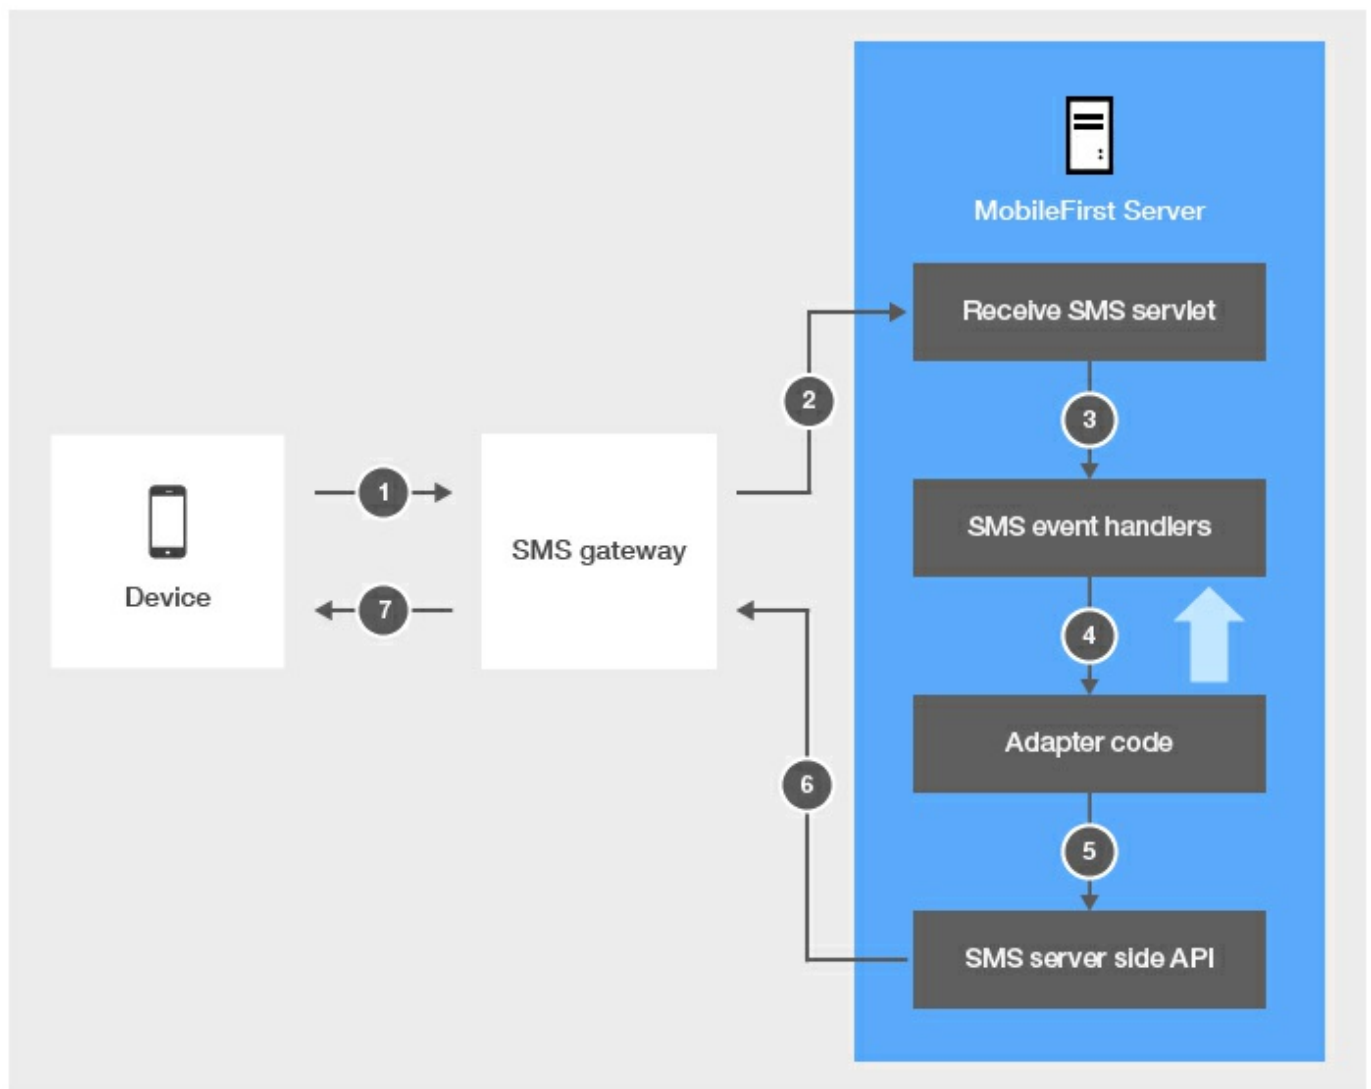 MobileFirst Server
Receive SMS servlet
2
3
1
SMS event handlers
SMS gateway
Device
7
4
Adapter code
6
5
SMS server side API